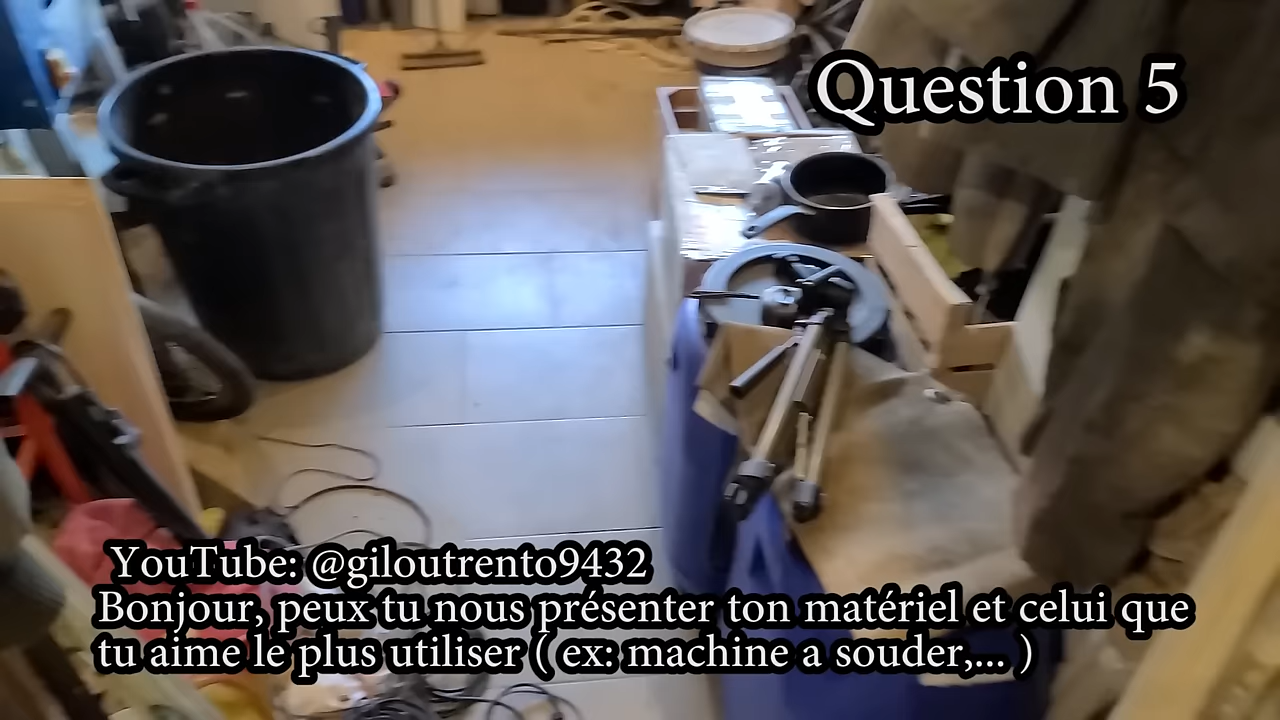 Question 5
YouTube: @giloutrento9432
Bonjour, peux tu nous présenter ton matériel et celui que
tu aime le plus utiliser ( ex: machine a souder,... )